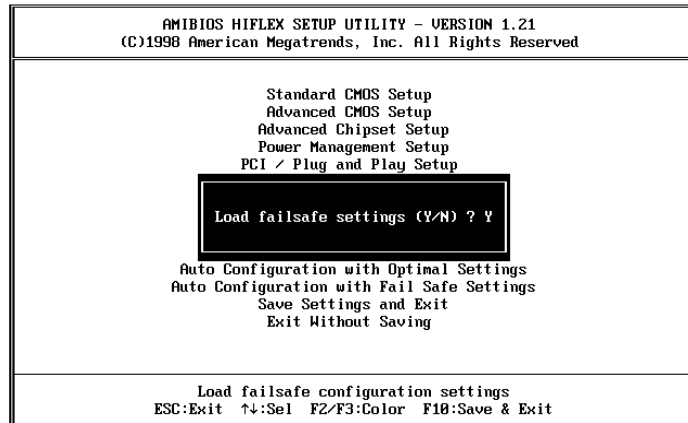 AMIBIOS HIFLEX SETUP UTILITY - VERSION 1.21
(C)1998 American Megatrends, Inc. All Rights Reserved
Standard CMOS Setup
Advanced CMOS Setup
Advanced Chipset Setup
Power Management Setup
PCI / Plug and Play Setup
Load failsafe settings (Y/N) ? Y
Auto Configuration with Optimal Settings
Auto Configuration with Fail Safe Settings
Save Settings and Exit
Exit Without Saving
Load failsafe configuration settings
ESC:Exit ↑↓:Sel F2/F3:Color F10:Save & Exit